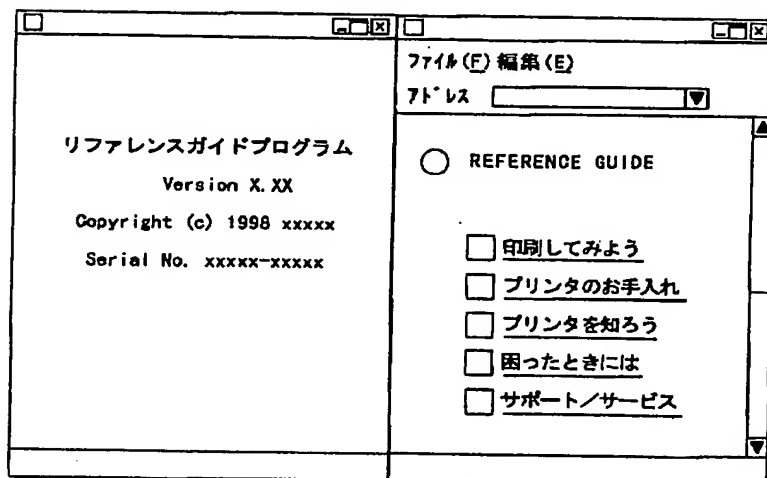 リファレンスガイドプログラム
Version X.XX
Copyright (c) 1998 xxxxx
Serial No. xxxxx-xxxxx
ファイル(F) 編集(E)
アドレス
REFERENCE GUIDE
印刷してみよう
プリンタのお手入れ
プリンタを知ろう
困ったときには
サポート／サービス